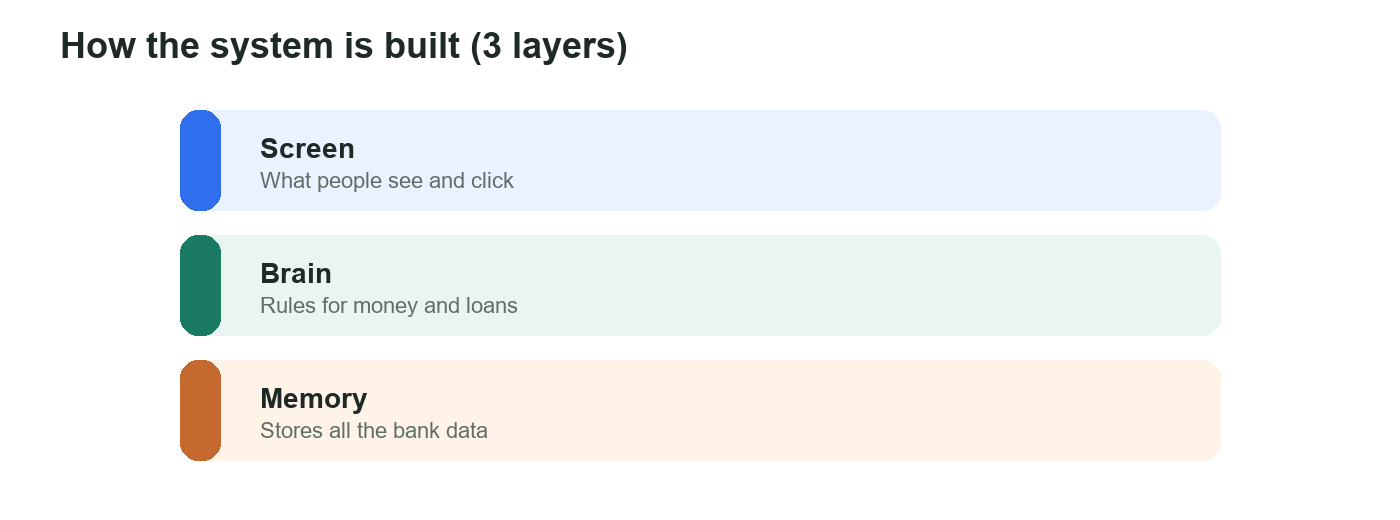 How the system is built (3 layers)
Screen
What people see and click
Brain
Rules for money and loans
Memory
Stores all the bank data